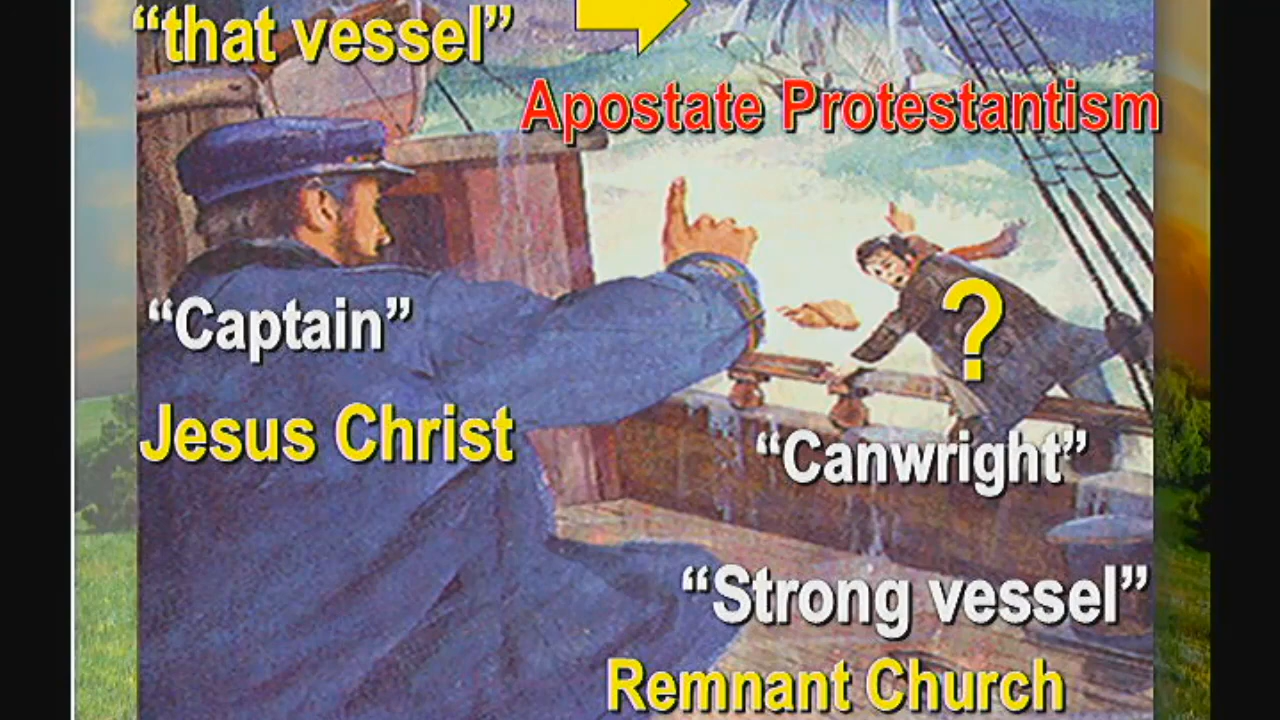 “that vessel”
Apostate Protestantism
“Captain”
Jesus Christ
?
“Canwright”
“Strong vessel”
Remnant Church